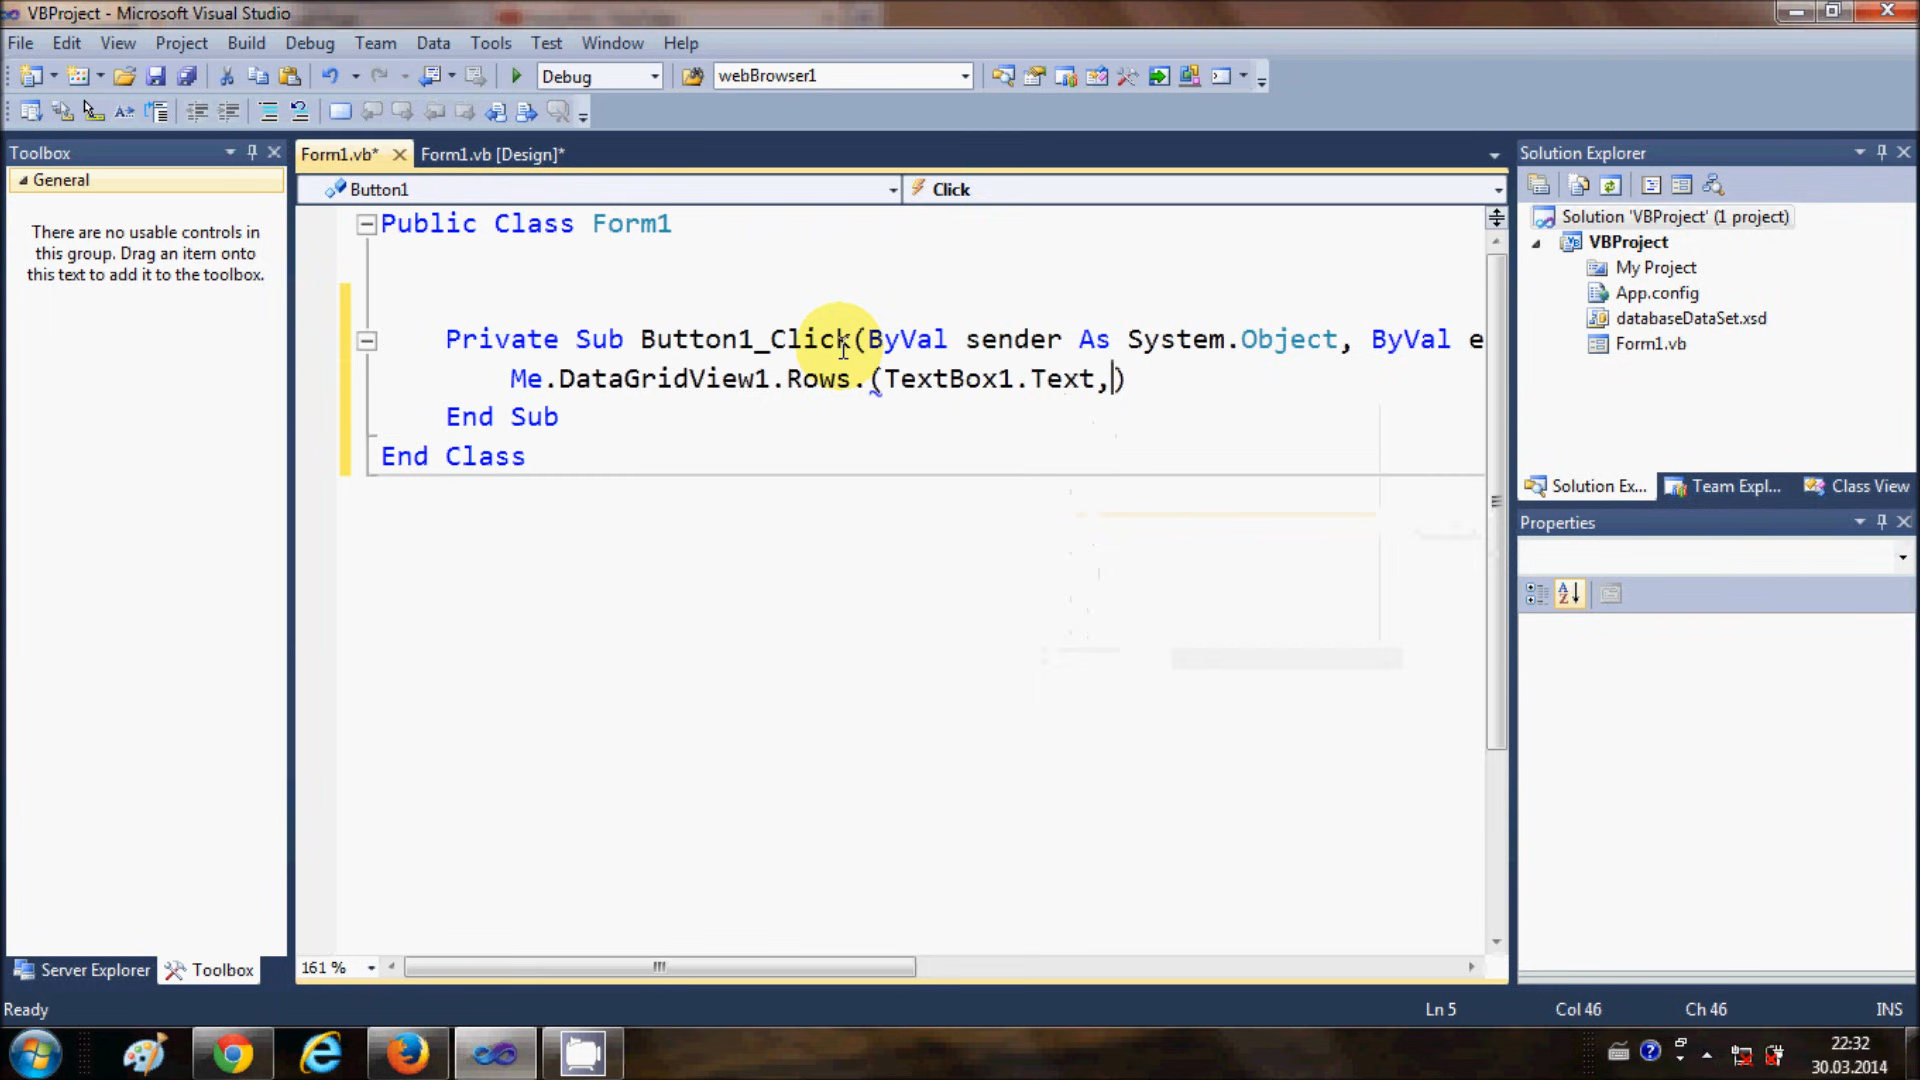 VBProject - Microsoft Visual Studio
File Edit View Project Build Debug Team Data Tools Test Window Help
Debug webBrowser1
Toolbox
General
There are no usable controls in
this group. Drag an item onto
this text to add it to the toolbox.
Server Explorer Toolbox
Form1.vb* Form1.vb [Design]*
Button1 Click
Public Class Form1
Private Sub Button1_Click(ByVal sender As System.Object, ByVal e
Me.DataGridView1.Rows.(TextBox1.Text,)
End Sub
End Class
161 %
Solution Explorer
Solution 'VBProject' (1 project)
VBProject
My Project
App.config
databaseDataSet.xsd
Form1.vb
Solution Ex... Team Expl... Class View
Properties
Ready Ln 5 Col 46 Ch 46 INS
22:32
30.03.2014